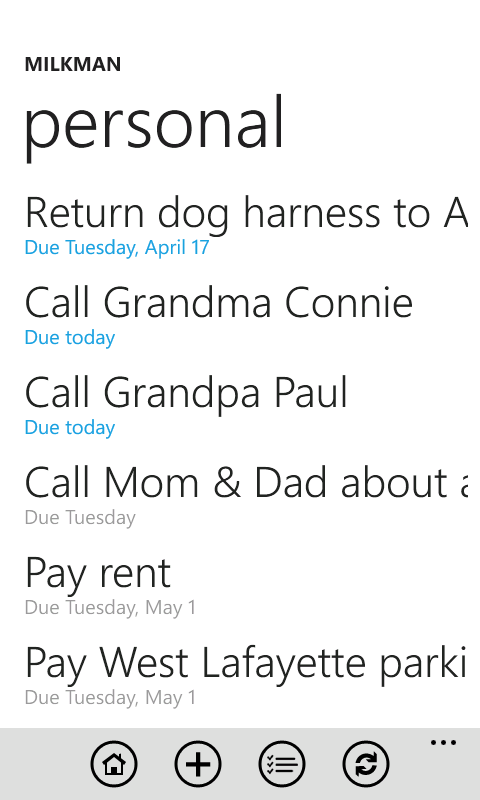 MILKMAN
personal
Return dog harness to A
Due Tuesday, April 17
Call Grandma Connie
Due today
Call Grandpa Paul
Due today
Call Mom & Dad about a
Due Tuesday
Pay rent
Due Tuesday, May 1
Pay West Lafayette parki
Due Tuesday, May 1